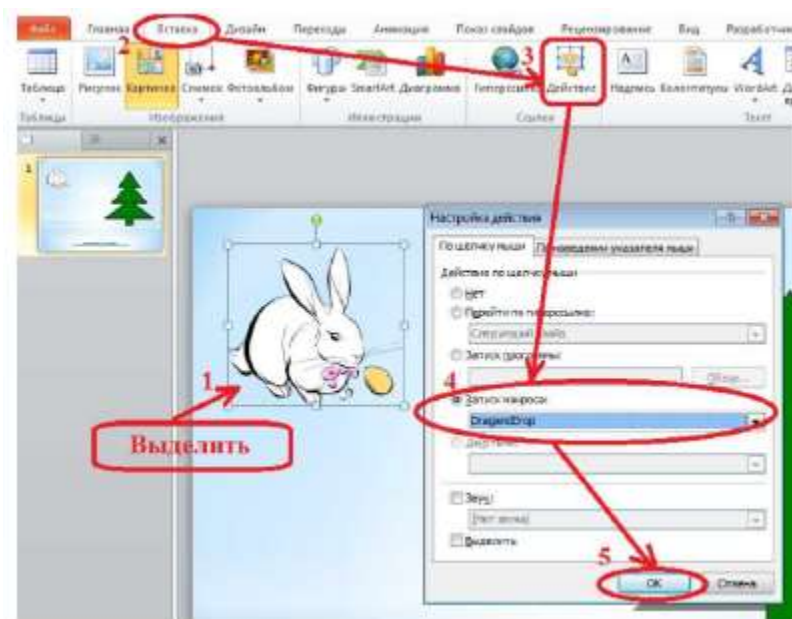 Файл Главная Вставка Дизайн Переходы Анимация Показ слайдов Рецензирование Вид Разработчик
2
3
Таблица Рисунок Картинка Снимок Фотоальбом Фигуры SmartArt Диаграмма Гиперссылка Действие Надпись Колонтитулы WordArt
Таблицы Изображения Иллюстрации Ссылки Текст
1
Настройка действия
По щелчку мыши По наведении указателя мыши
Действие по щелчку мыши
Нет
Перейти по гиперссылке:
Следующий слайд
Запуск программы:
Обзор...
1
4
Запуск макроса:
DragandDrop
Выделить
Действие:
Звук:
[Нет звука]
Выделить
5
ОК Отмена